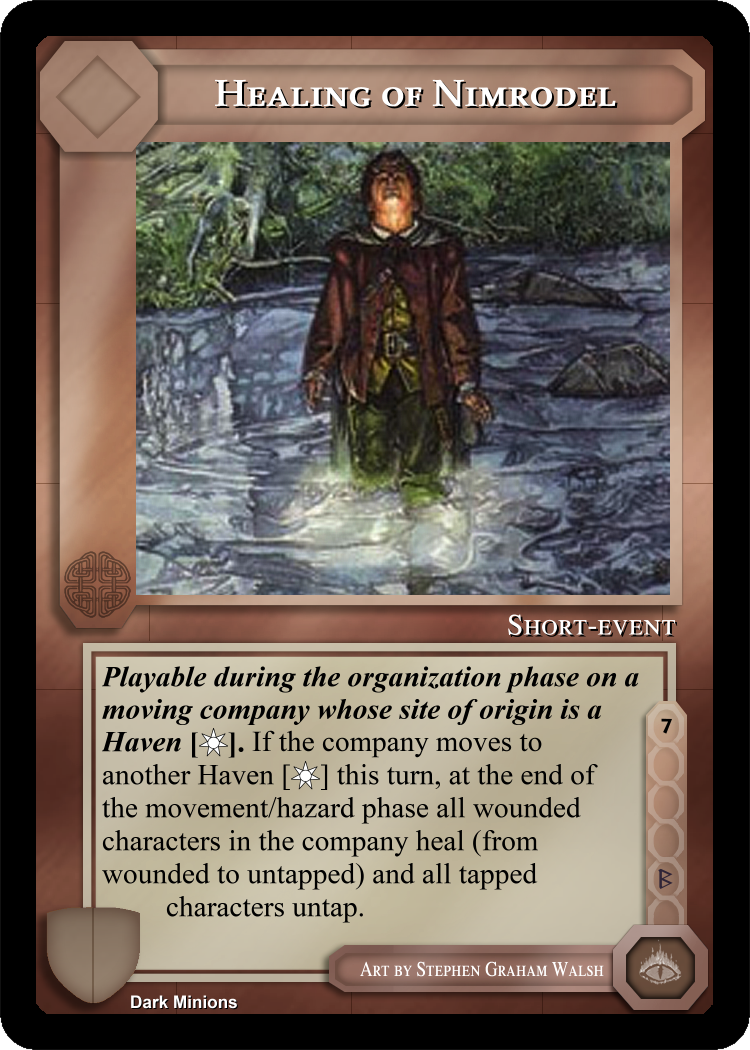 Healing of Nimrodel
Short-event
Playable during the organization phase on a
moving company whose site of origin is a
Haven [☼]. If the company moves to
another Haven [☼] this turn, at the end of
the movement/hazard phase all wounded
characters in the company heal (from
wounded to untapped) and all tapped
characters untap.
7
ᛒ
Art by Stephen Graham Walsh
Dark Minions